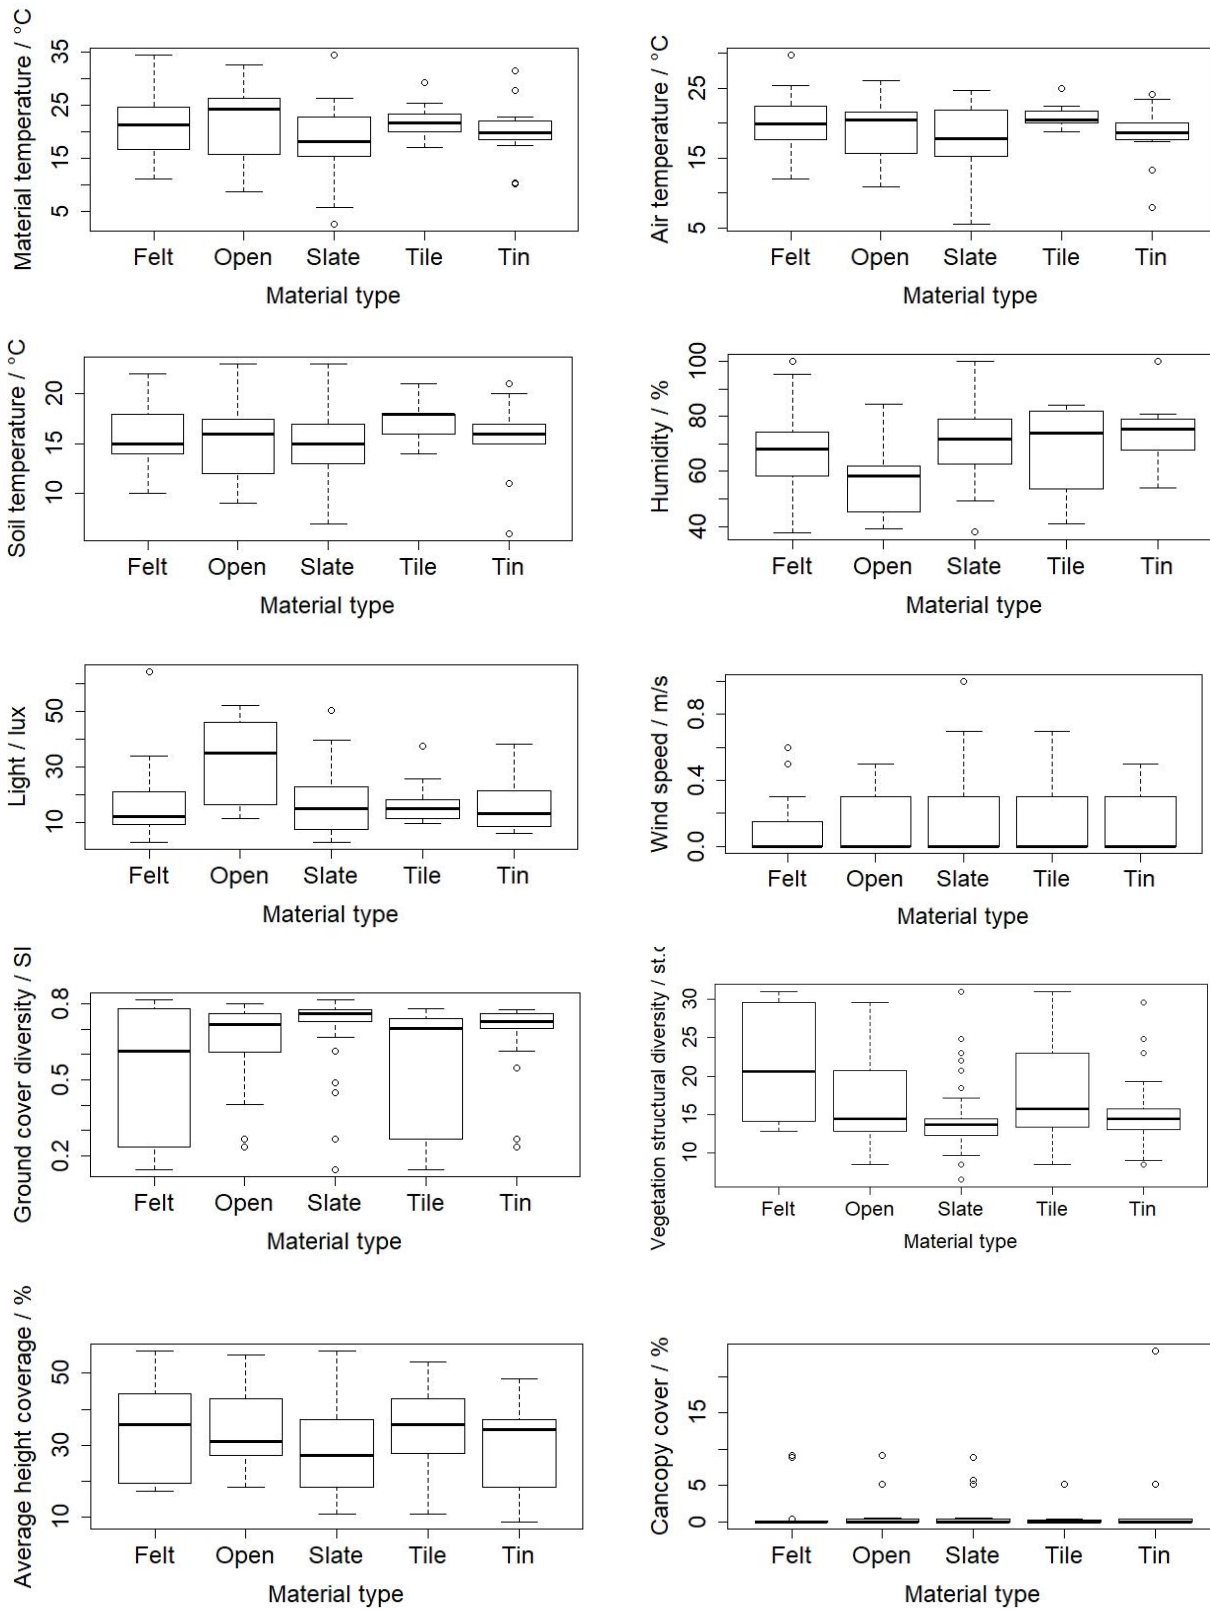 Material temperature / °C
35
25
15
5
Felt Open Slate Tile Tin
Material type
Air temperature / °C
25
15
5
Felt Open Slate Tile Tin
Material type
Soil temperature / °C
20
15
10
Felt Open Slate Tile Tin
Material type
Humidity / %
100
80
60
40
Felt Open Slate Tile Tin
Material type
Light / lux
50
30
10
Felt Open Slate Tile Tin
Material type
Wind speed / m/s
0.8
0.4
0.0
Felt Open Slate Tile Tin
Material type
Ground cover diversity / SI
0.8
0.5
0.2
Felt Open Slate Tile Tin
Material type
Vegetation structural diversity / st.
30
25
20
15
10
Felt Open Slate Tile Tin
Material type
Average height coverage / %
50
30
10
Felt Open Slate Tile Tin
Material type
Cancopy cover / %
15
5
0
Felt Open Slate Tile Tin
Material type